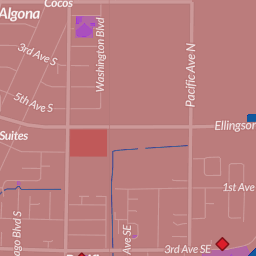 Cocos
Algona
Washington Blvd
3rd Ave S
Pacific Ave N
5th Ave S
Ellingson
Suites
1st Ave
Ave SE
3rd Ave SE